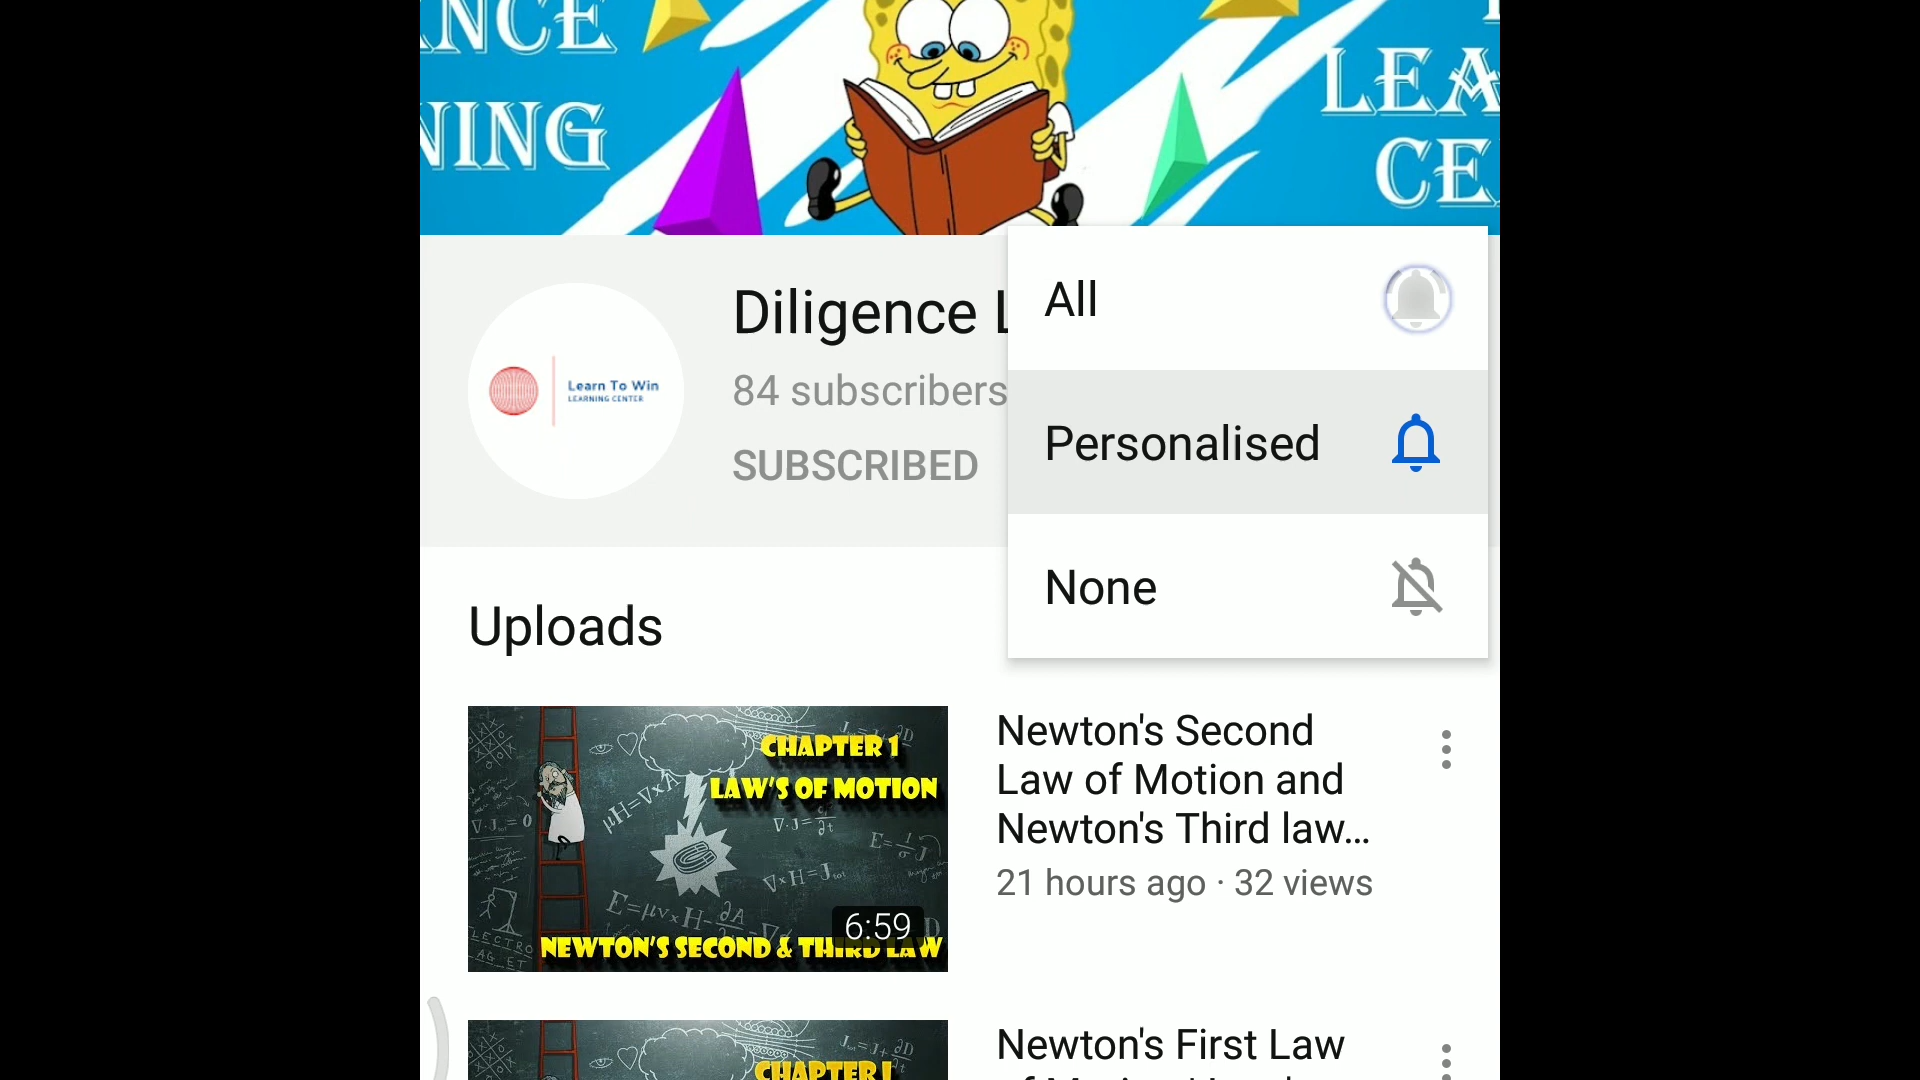 NCE
NING
LEA
CE
Diligence L
84 subscribers
SUBSCRIBED
Learn To Win
LEARNING CENTER
All
Personalised
None
Uploads
CHAPTER 1
LAW'S OF MOTION
NEWTON'S SECOND & THIRD LAW
6:59
Newton's Second
Law of Motion and
Newton's Third law...
21 hours ago · 32 views
CHAPTER 1
Newton's First Law